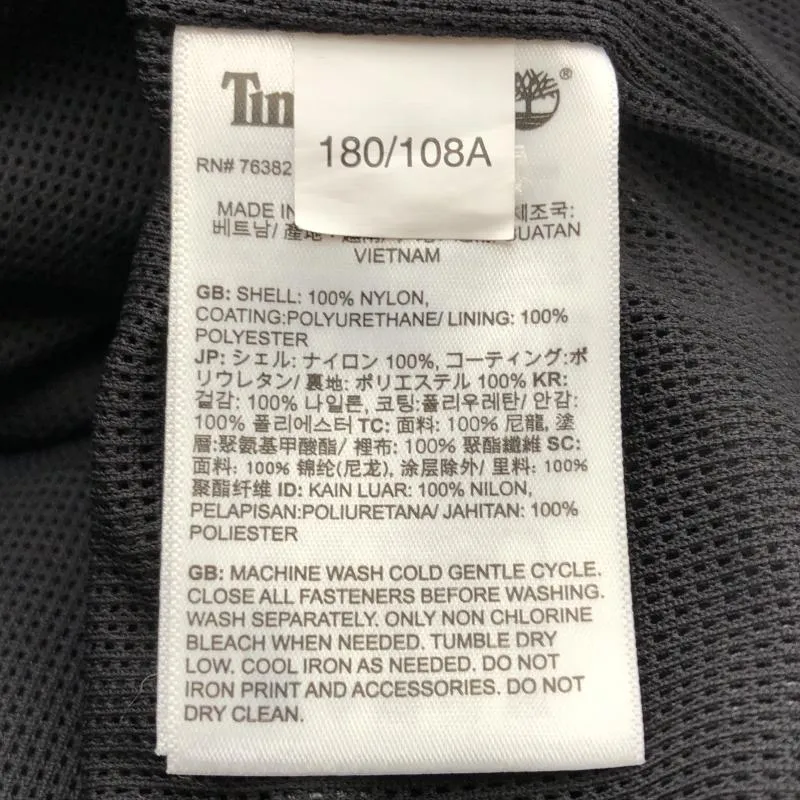 Tim
180/108A
RN# 76382
MADE IN 제조국:
베트남/ 產地 BUATAN
VIETNAM
GB: SHELL: 100% NYLON,
COATING:POLYURETHANE/ LINING: 100%
POLYESTER
JP: シェル: ナイロン 100%, コーティング:ポ
リウレタン/ 裏地: ポリエステル 100% KR:
겉감: 100% 나일론, 코팅:폴리우레탄/ 안감:
100% 폴리에스터 TC: 面料: 100% 尼龍, 塗
層:聚氨基甲酸酯/ 裡布: 100% 聚酯纖維 SC:
面料: 100% 锦纶(尼龙), 涂层除外/ 里料: 100%
聚酯纤维 ID: KAIN LUAR: 100% NILON,
PELAPISAN:POLIURETANA/ JAHITAN: 100%
POLIESTER
GB: MACHINE WASH COLD GENTLE CYCLE.
CLOSE ALL FASTENERS BEFORE WASHING.
WASH SEPARATELY. ONLY NON CHLORINE
BLEACH WHEN NEEDED. TUMBLE DRY
LOW. COOL IRON AS NEEDED. DO NOT
IRON PRINT AND ACCESSORIES. DO NOT
DRY CLEAN.